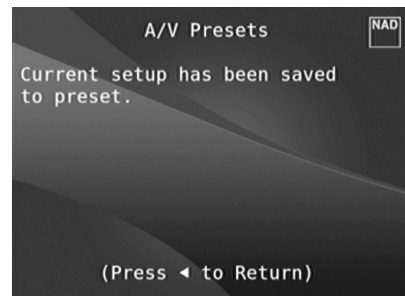 A/V Presets
NAD
Current setup has been saved
to preset.
(Press ◄ to Return)